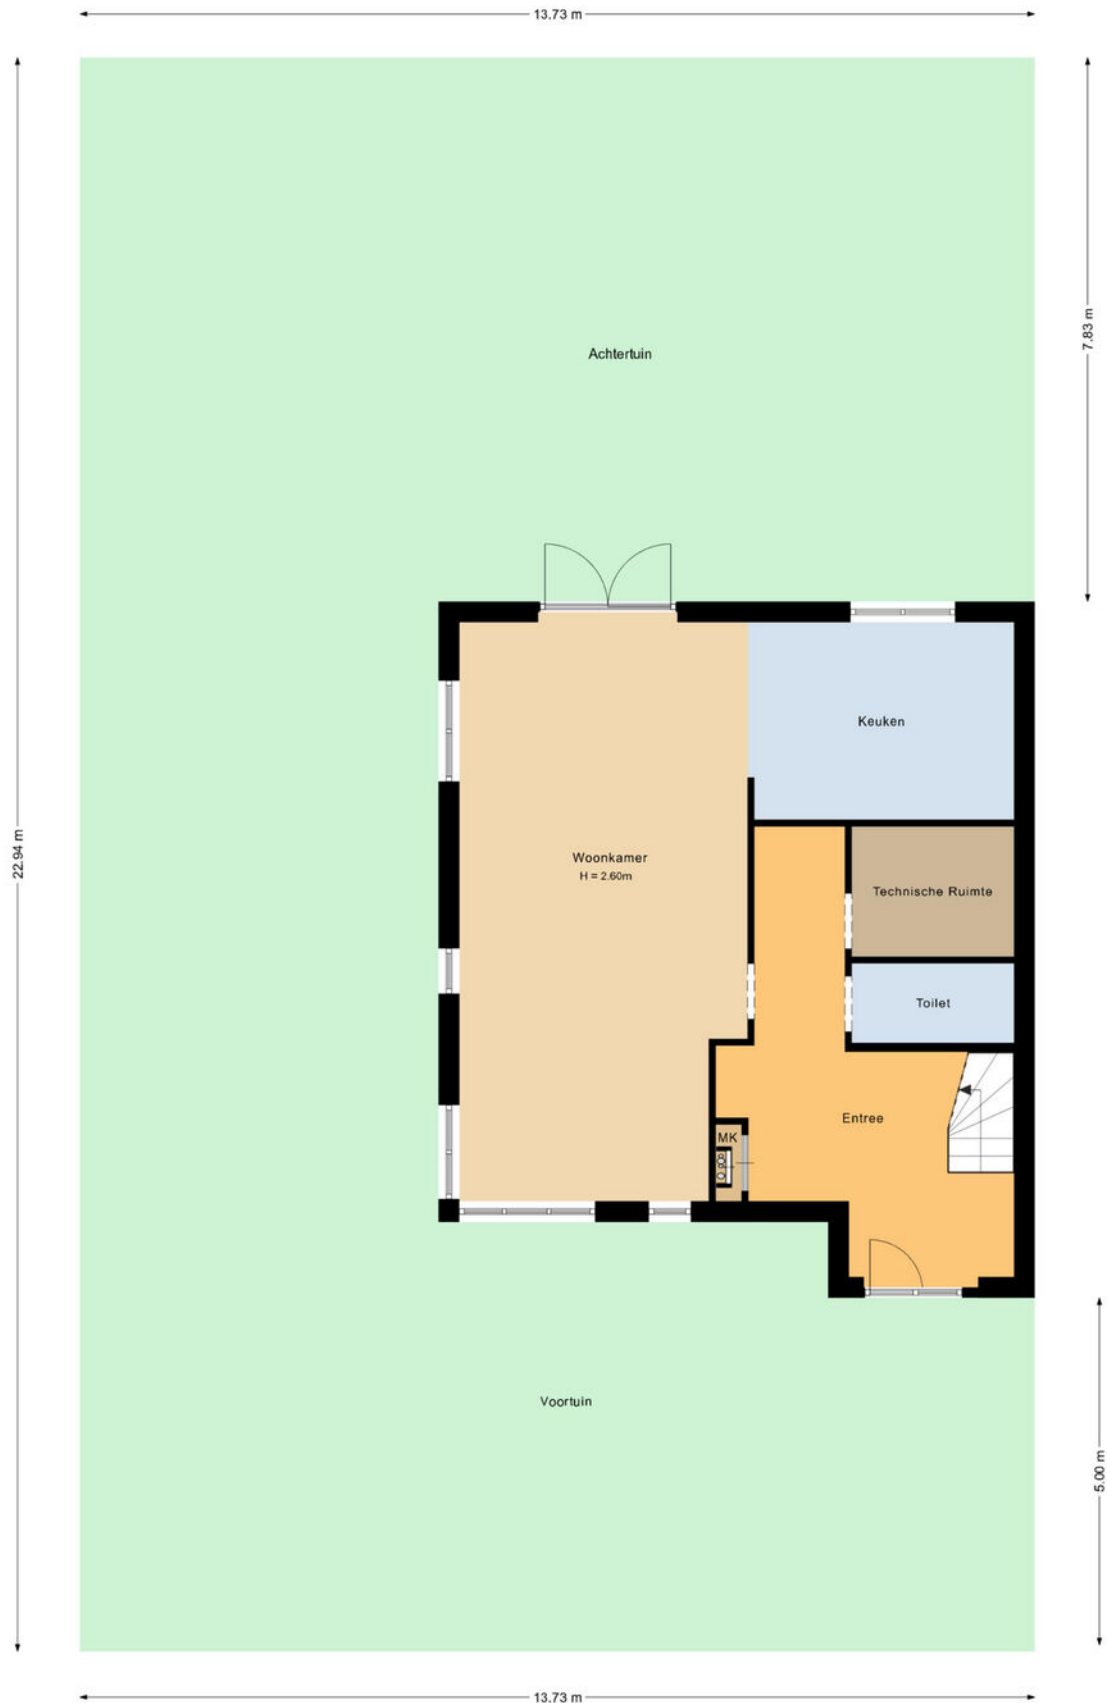 13.73 m
7.83 m
Achtertuin
Keuken
22.94 m
Woonkamer
H = 2.60m
Technische Ruimte
Toilet
Entree
MK
Voortuin
5.00 m
13.73 m